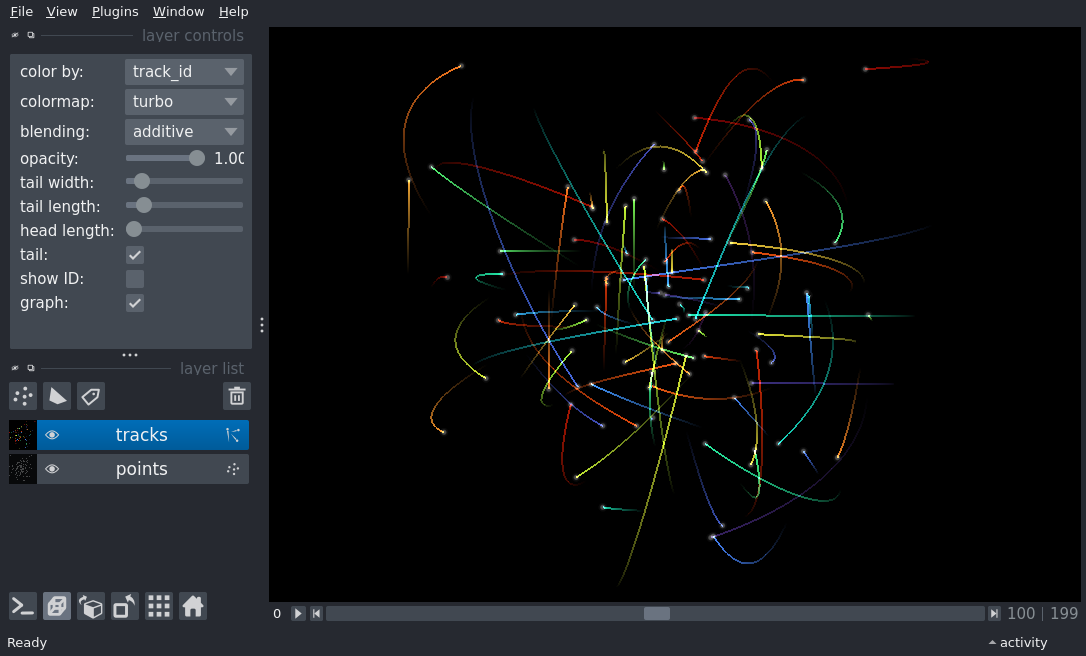 File View Plugins Window Help
layer controls
color by: track_id
colormap: turbo
blending: additive
opacity: 1.00
tail width:
tail length:
head length:
tail:
show ID:
graph:
layer list
tracks
points
0 100 | 199
Ready activity